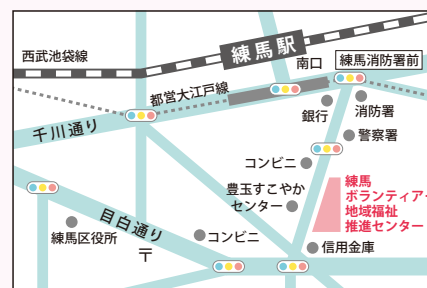 西武池袋線
練馬駅
南口
練馬消防署前
都営大江戸線
千川通り
銀行
消防署
警察署
コンビニ
豊玉すこやか
センター
練馬
ボランティア・
地域福祉
推進センター
目白通り
練馬区役所
〒
コンビニ
信用金庫